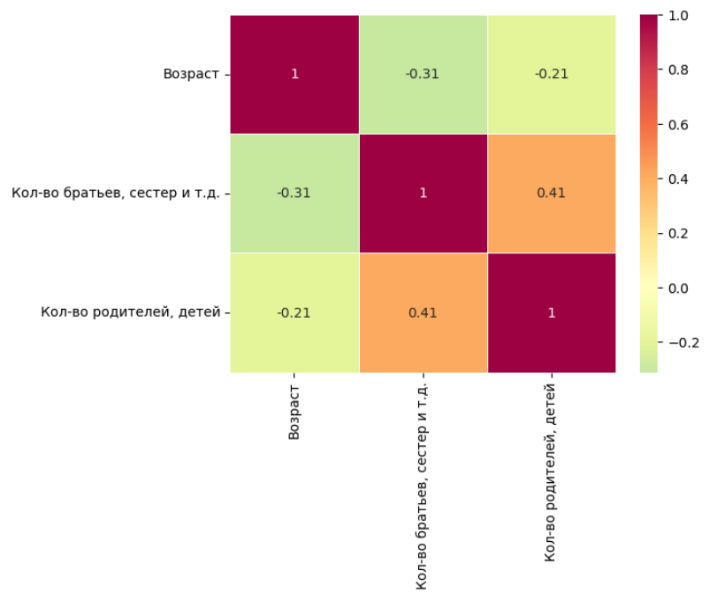 Возраст
1
-0.31
-0.21
Кол-во братьев, сестер и т.д.
-0.31
1
0.41
Кол-во родителей, детей
-0.21
0.41
1
Возраст
Кол-во братьев, сестер и т.д.
Кол-во родителей, детей
1.0
0.8
0.6
0.4
0.2
0.0
−0.2